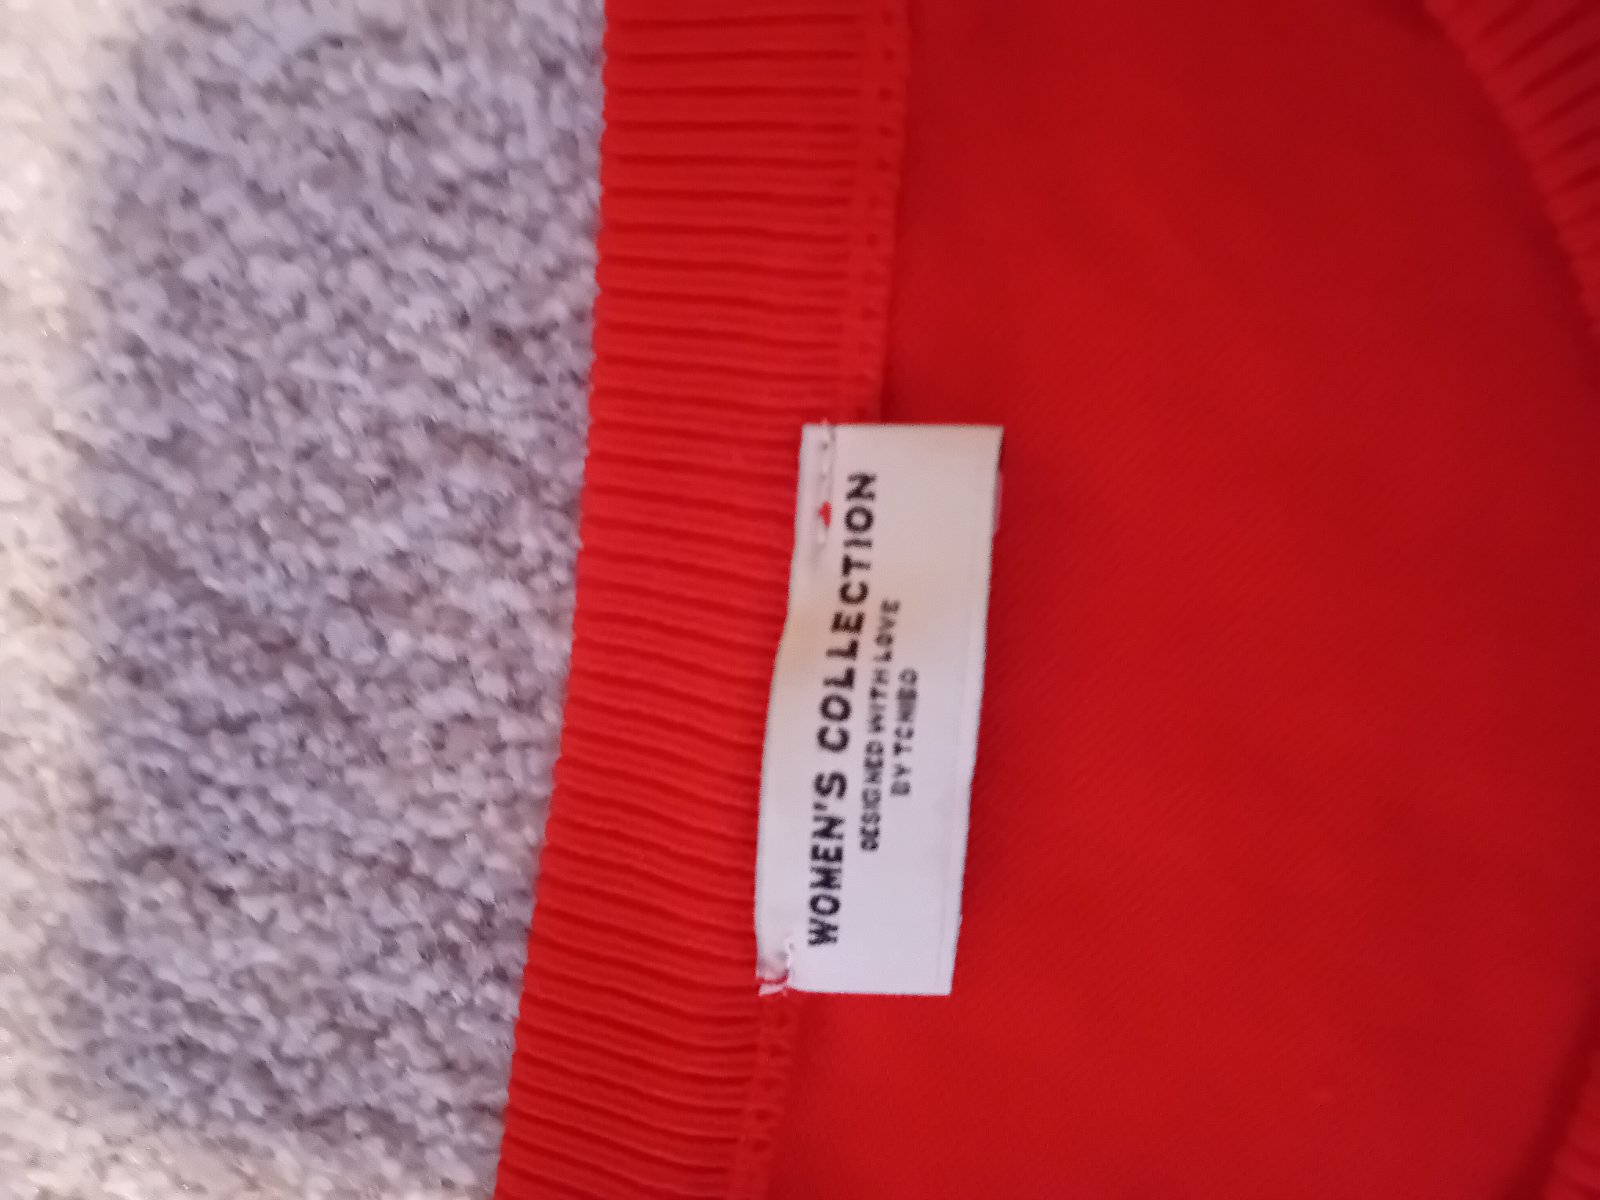 WOMEN'S COLLECTION
DESIGNED WITH LOVE
BY TCHIBO